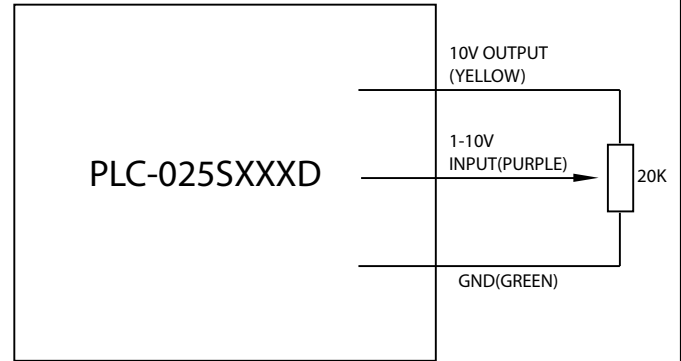 10V OUTPUT
(YELLOW)
1-10V
INPUT(PURPLE)
PLC-025SXXXD
20K
GND(GREEN)